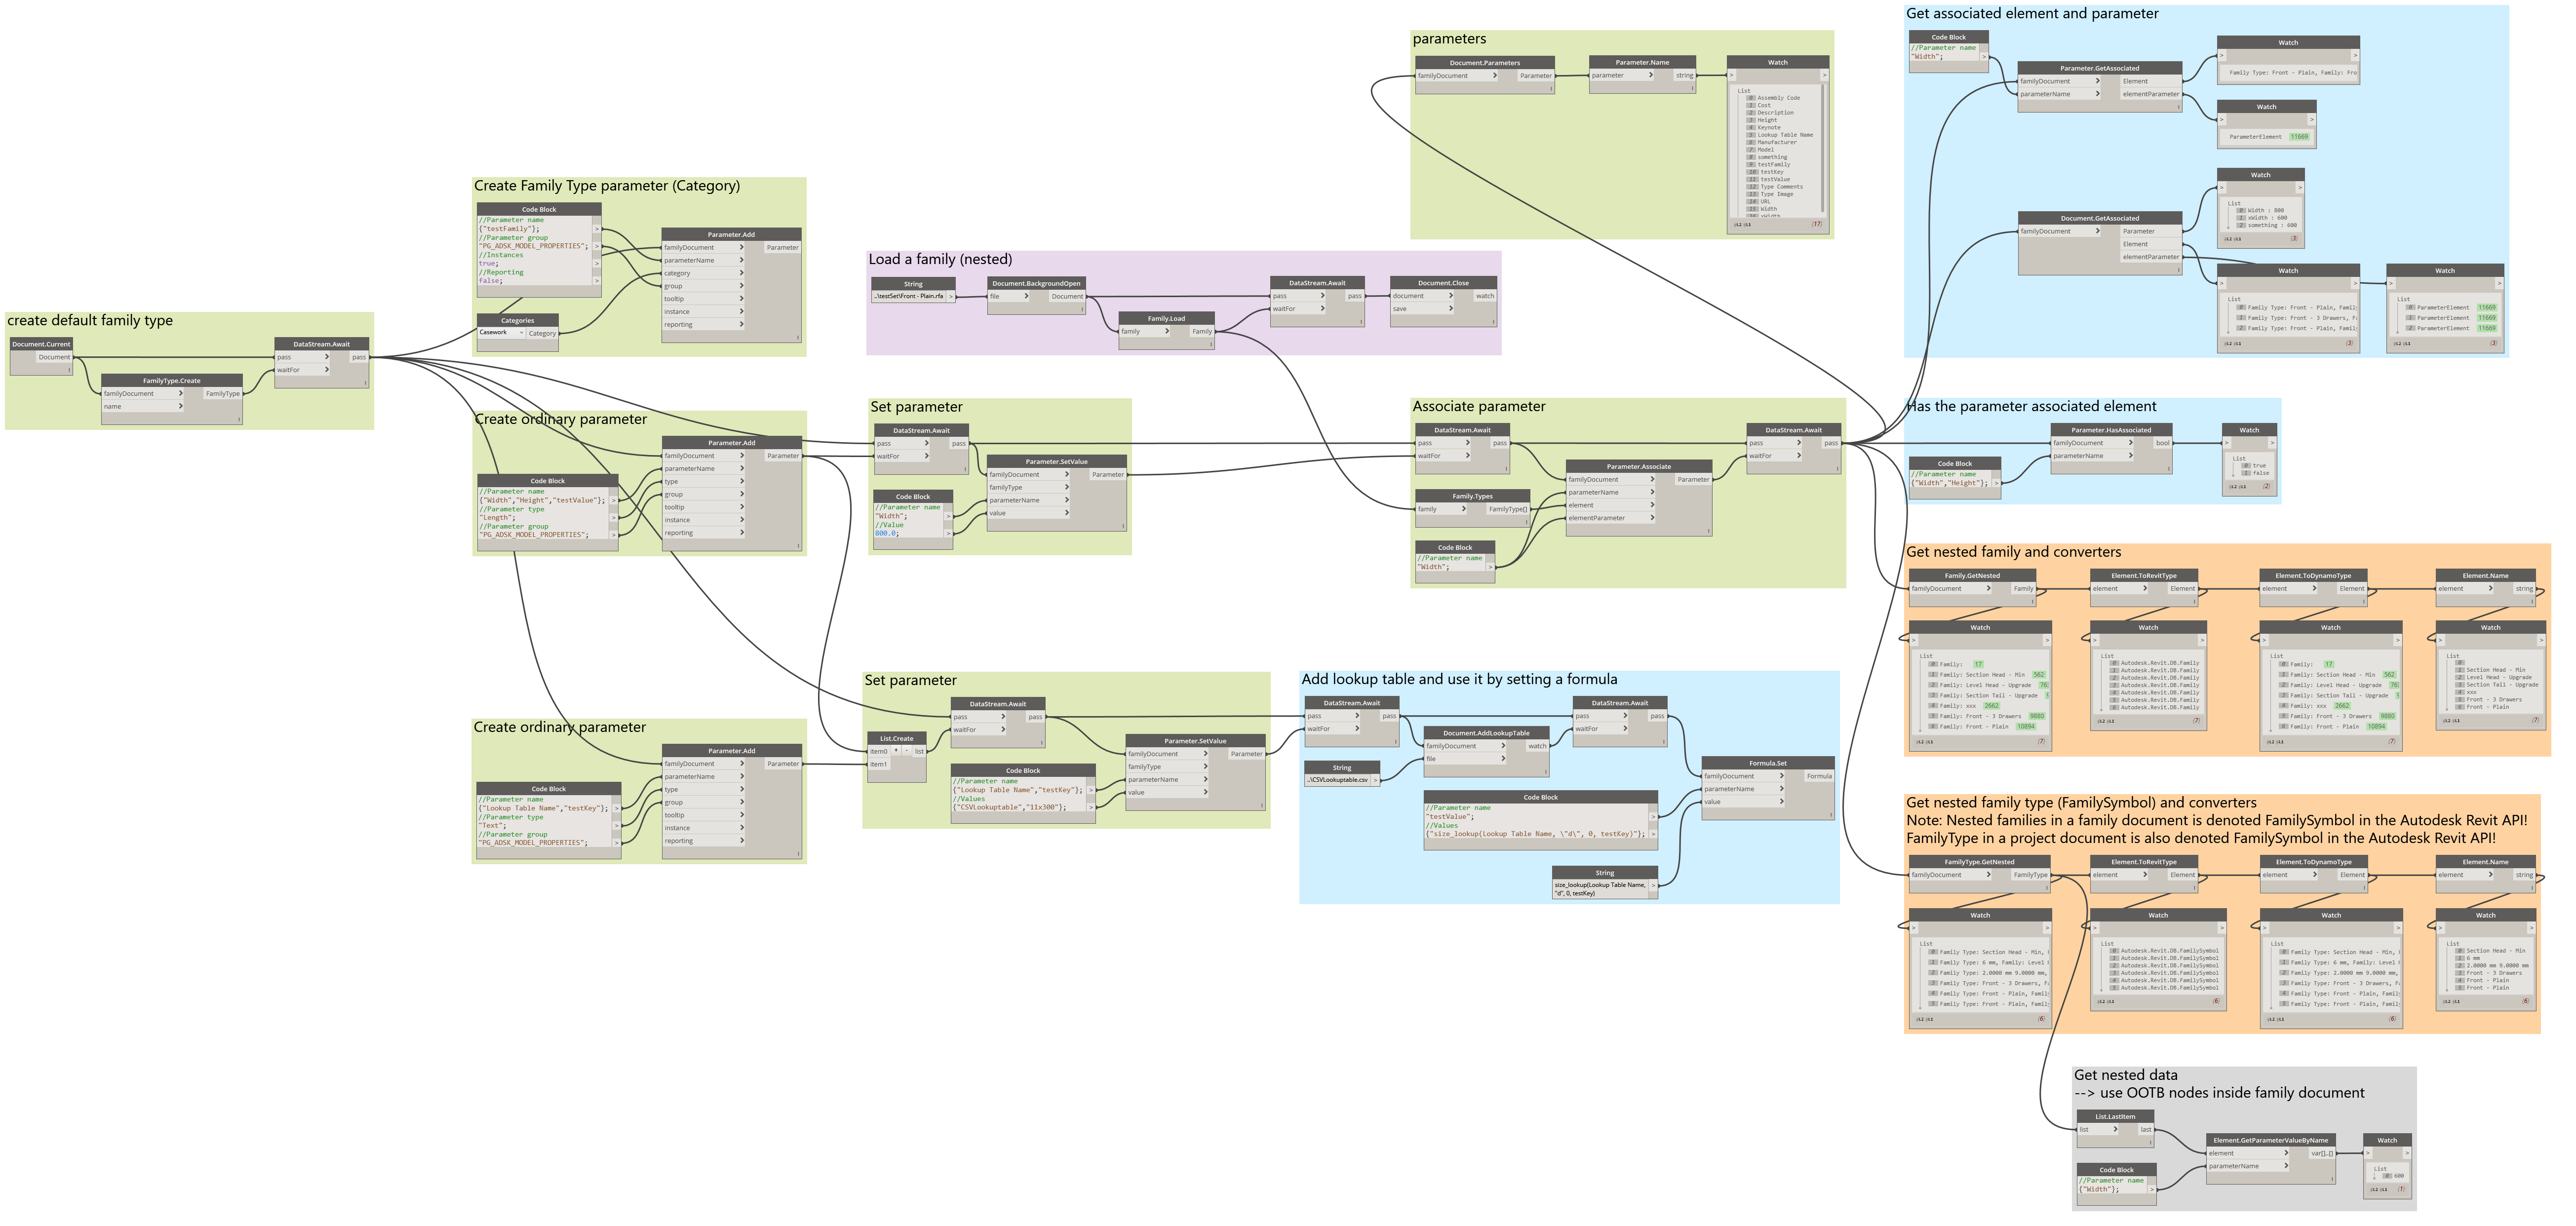 create default family type
Document.Current
Document
FamilyType.Create
familyDocument
FamilyType
name
DataStream.Await
pass
pass
waitFor
Create Family Type parameter (Category)
Code Block
//Parameter name
{"testFamily"};
//Parameter group
"PG_ADSK_MODEL_PROPERTIES";
//Instances
true;
//Reporting
false;
Categories
Casework
Category
Parameter.Add
familyDocument
Parameter
parameterName
category
group
tooltip
instance
reporting
Create ordinary parameter
Code Block
//Parameter name
{"Width","Height","testValue"};
//Parameter type
"Length";
//Parameter group
"PG_ADSK_MODEL_PROPERTIES";
Parameter.Add
familyDocument
Parameter
parameterName
type
group
tooltip
instance
reporting
Create ordinary parameter
Code Block
//Parameter name
{"Lookup Table Name","testKey"};
//Parameter type
"Text";
//Parameter group
"PG_ADSK_MODEL_PROPERTIES";
Parameter.Add
familyDocument
Parameter
parameterName
type
group
tooltip
instance
reporting
Load a family (nested)
String
..\testSet\Front - Plain.rfa
Document.BackgroundOpen
file
Document
Family.Load
family
Family
DataStream.Await
pass
pass
waitFor
Document.Close
document
watch
save
Set parameter
DataStream.Await
pass
pass
waitFor
Code Block
//Parameter name
"Width";
//Value
800.0;
Parameter.SetValue
familyDocument
Parameter
familyType
parameterName
value
Set parameter
List.Create
item0
+
-
list
item1
DataStream.Await
pass
pass
waitFor
Code Block
//Parameter name
{"Lookup Table Name","testKey"};
//Values
{"CSVLookuptable","11x300"};
Parameter.SetValue
familyDocument
Parameter
familyType
parameterName
value
Add lookup table and use it by setting a formula
DataStream.Await
pass
pass
waitFor
String
..\CSVLookuptable.csv
Document.AddLookupTable
familyDocument
watch
file
DataStream.Await
pass
pass
waitFor
Code Block
//Parameter name
"testValue";
//Values
{"size_lookup(Lookup Table Name, \"d\", 0, testKey)"};
String
size_lookup(Lookup Table Name,
"d", 0, testKey)
Formula.Set
familyDocument
Formula
parameterName
value
parameters
Document.Parameters
familyDocument
Parameter
Parameter.Name
parameter
string
Watch
List
0 Assembly Code
1 Cost
2 Description
3 Height
4 Keynote
5 Lookup Table Name
6 Manufacturer
7 Model
8 something
9 testFamily
10 testKey
11 testValue
12 Type Comments
13 Type Image
14 URL
15 Width
16 xWidth
@L2 @L1
{17}
Associate parameter
DataStream.Await
pass
pass
waitFor
Family.Types
family
FamilyType[]
Code Block
//Parameter name
"Width";
Parameter.Associate
familyDocument
Parameter
parameterName
element
elementParameter
DataStream.Await
pass
pass
waitFor
Get associated element and parameter
Code Block
//Parameter name
"Width";
Parameter.GetAssociated
familyDocument
Element
parameterName
elementParameter
Watch
Family Type: Front - Plain, Family: Fro
Watch
ParameterElement 11669
Document.GetAssociated
familyDocument
Parameter
Element
elementParameter
Watch
List
0 Width : 800
1 xWidth : 600
2 something : 600
@L2 @L1
{3}
Watch
List
0 Family Type: Front - Plain, Family
1 Family Type: Front - 3 Drawers, Fa
2 Family Type: Front - Plain, Family
@L2 @L1
{3}
Watch
List
0 ParameterElement 11669
1 ParameterElement 11669
2 ParameterElement 11669
@L2 @L1
{3}
Has the parameter associated element
Code Block
//Parameter name
{"Width","Height"};
Parameter.HasAssociated
familyDocument
bool
parameterName
Watch
List
0 true
1 false
@L2 @L1
{2}
Get nested family and converters
Family.GetNested
familyDocument
Family
Element.ToRevitType
element
Element
Element.ToDynamoType
element
Element
Element.Name
element
string
Watch
List
0 Family: 17
1 Family: Section Head - Min 562
2 Family: Level Head - Upgrade 76
3 Family: Section Tail - Upgrade
4 Family: xxx 2662
5 Family: Front - 3 Drawers 9880
6 Family: Front - Plain 10894
@L2 @L1
{7}
Watch
List
0 Autodesk.Revit.DB.Family
1 Autodesk.Revit.DB.Family
2 Autodesk.Revit.DB.Family
3 Autodesk.Revit.DB.Family
4 Autodesk.Revit.DB.Family
5 Autodesk.Revit.DB.Family
6 Autodesk.Revit.DB.Family
@L2 @L1
{7}
Watch
List
0 Family: 17
1 Family: Section Head - Min 562
2 Family: Level Head - Upgrade 76
3 Family: Section Tail - Upgrade
4 Family: xxx 2662
5 Family: Front - 3 Drawers 9880
6 Family: Front - Plain 10894
@L2 @L1
{7}
Watch
List
0
1 Section Head - Min
2 Level Head - Upgrade
3 Section Tail - Upgrade
4 xxx
5 Front - 3 Drawers
6 Front - Plain
@L2 @L1
{7}
Get nested family type (FamilySymbol) and converters
Note: Nested families in a family document is denoted FamilySymbol in the Autodesk Revit API!
FamilyType in a project document is also denoted FamilySymbol in the Autodesk Revit API!
FamilyType.GetNested
familyDocument
FamilyType
Element.ToRevitType
element
Element
Element.ToDynamoType
element
Element
Element.Name
element
string
Watch
List
0 Family Type: Section Head - Min,
1 Family Type: 6 mm, Family: Level
2 Family Type: 2.0000 mm 9.0000 mm,
3 Family Type: Front - 3 Drawers, Fa
4 Family Type: Front - Plain, Family
5 Family Type: Front - Plain, Family
@L2 @L1
{6}
Watch
List
0 Autodesk.Revit.DB.FamilySymbol
1 Autodesk.Revit.DB.FamilySymbol
2 Autodesk.Revit.DB.FamilySymbol
3 Autodesk.Revit.DB.FamilySymbol
4 Autodesk.Revit.DB.FamilySymbol
5 Autodesk.Revit.DB.FamilySymbol
@L2 @L1
{6}
Watch
List
0 Family Type: Section Head - Min,
1 Family Type: 6 mm, Family: Level
2 Family Type: 2.0000 mm 9.0000 mm,
3 Family Type: Front - 3 Drawers, Fa
4 Family Type: Front - Plain, Family
5 Family Type: Front - Plain, Family
@L2 @L1
{6}
Watch
List
0 Section Head - Min
1 6 mm
2 2.0000 mm 9.0000 mm
3 Front - 3 Drawers
4 Front - Plain
5 Front - Plain
@L2 @L1
{6}
Get nested data
--> use OOTB nodes inside family document
List.LastItem
list
last
Code Block
//Parameter name
{"Width"};
Element.GetParameterValueByName
element
var[]..[]
parameterName
Watch
List
0 600
@L2 @L1
{1}